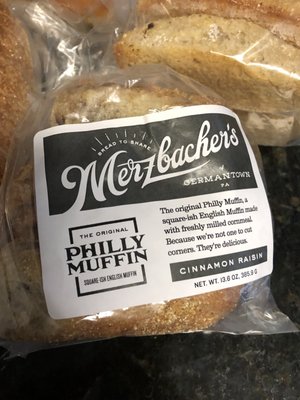 BREAD TO SHARE
Merzbacher's
GERMANTOWN
PA
THE ORIGINAL
PHILLY
MUFFIN
SQUARE-ISH ENGLISH MUFFIN
The original Philly Muffin, a
square-ish English Muffin made
with freshly milled cornmeal.
Because we're not one to cut
corners. They're delicious.
CINNAMON RAISIN
NET. WT. 13.6 OZ, 385.5 G